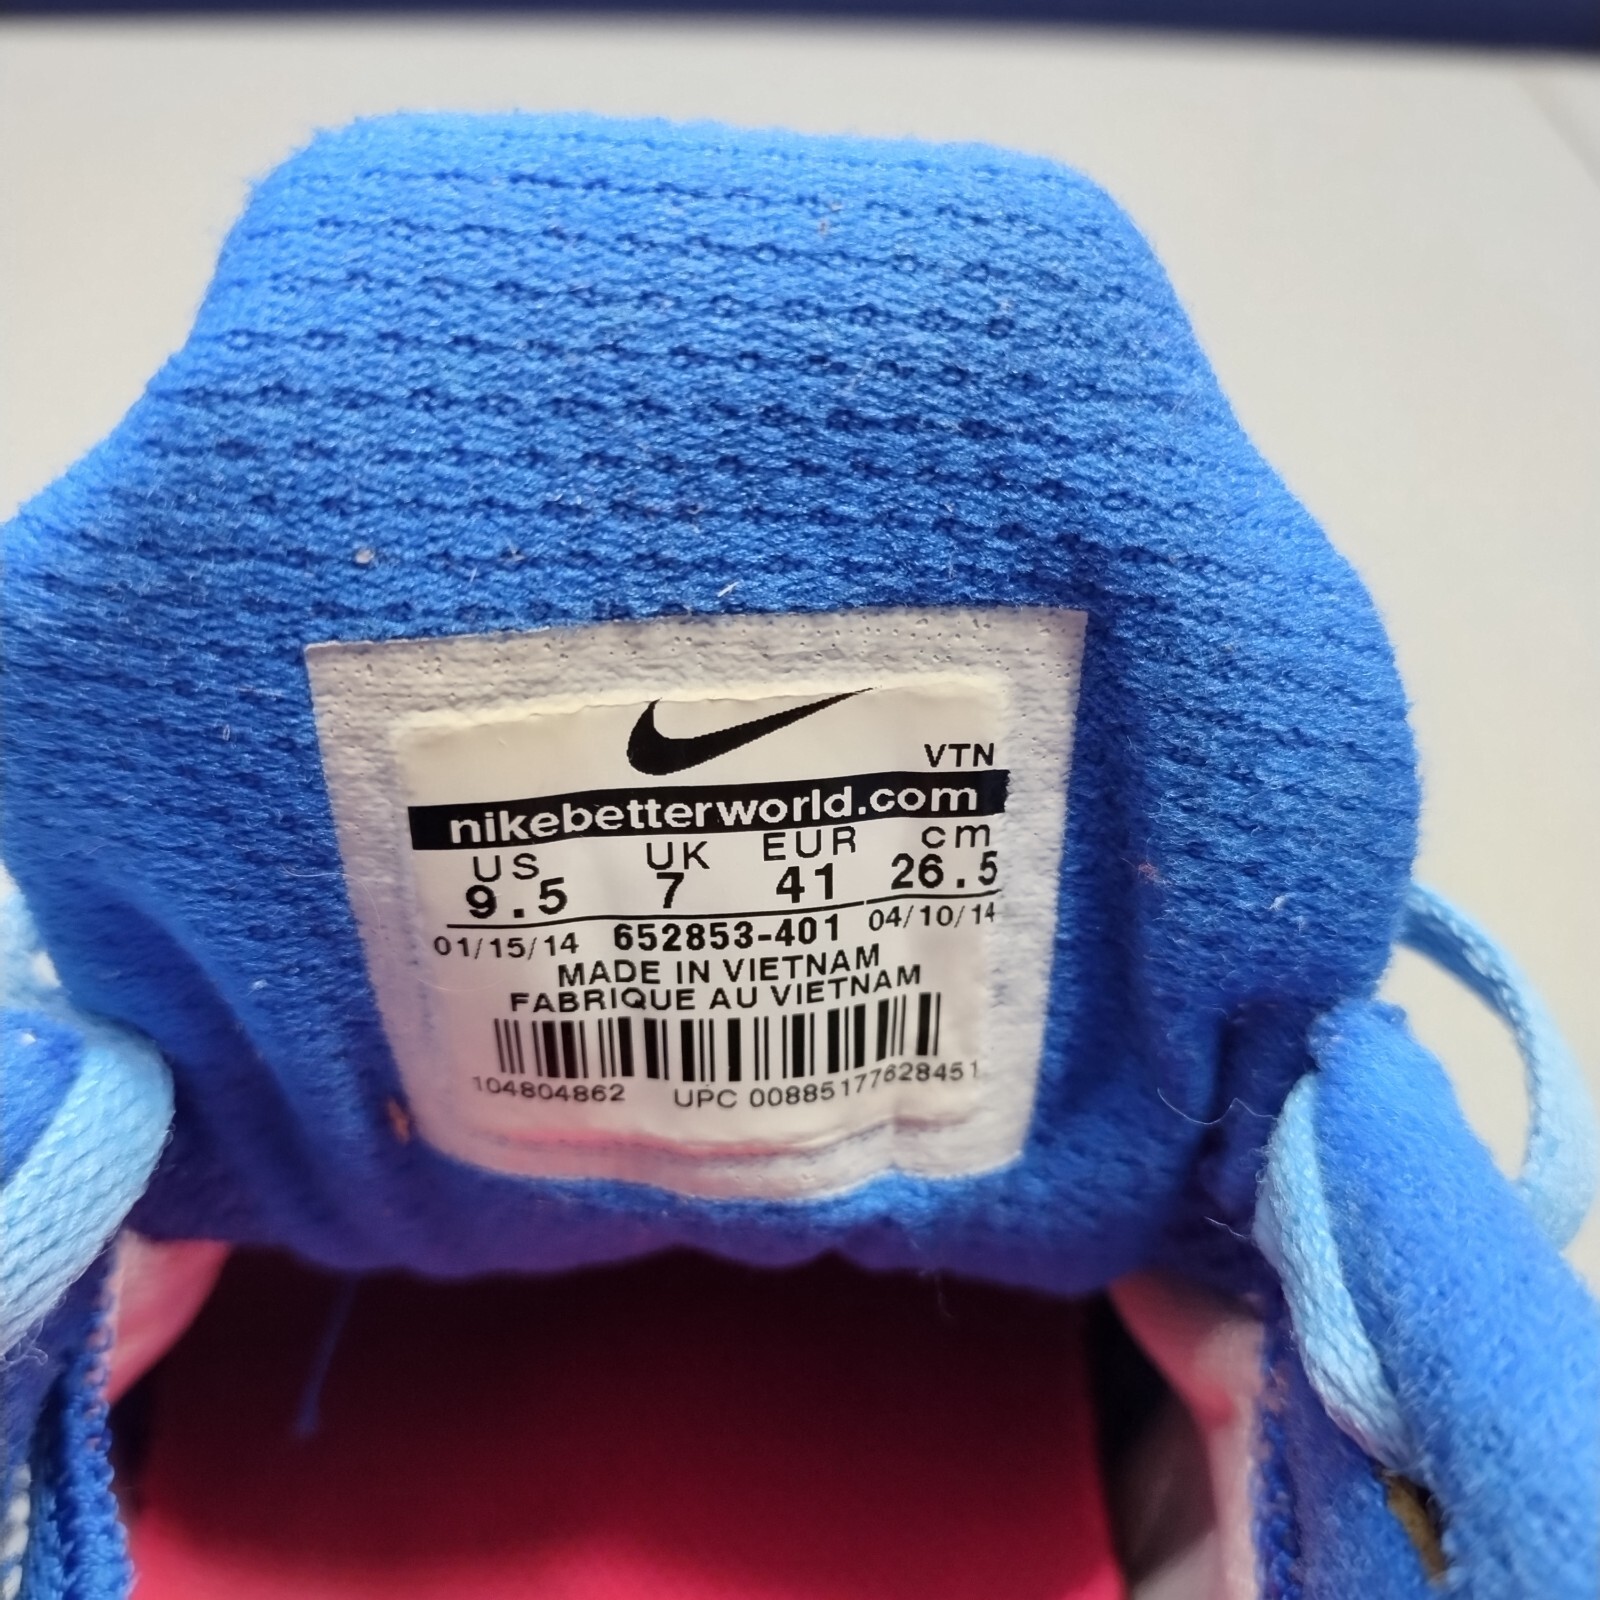 VTN
nikebetterworld.com
US UK EUR cm
9.5 7 41 26.5
01/15/14 652853-401 04/10/14
MADE IN VIETNAM
FABRIQUE AU VIETNAM
104804862 UPC 00885177628451